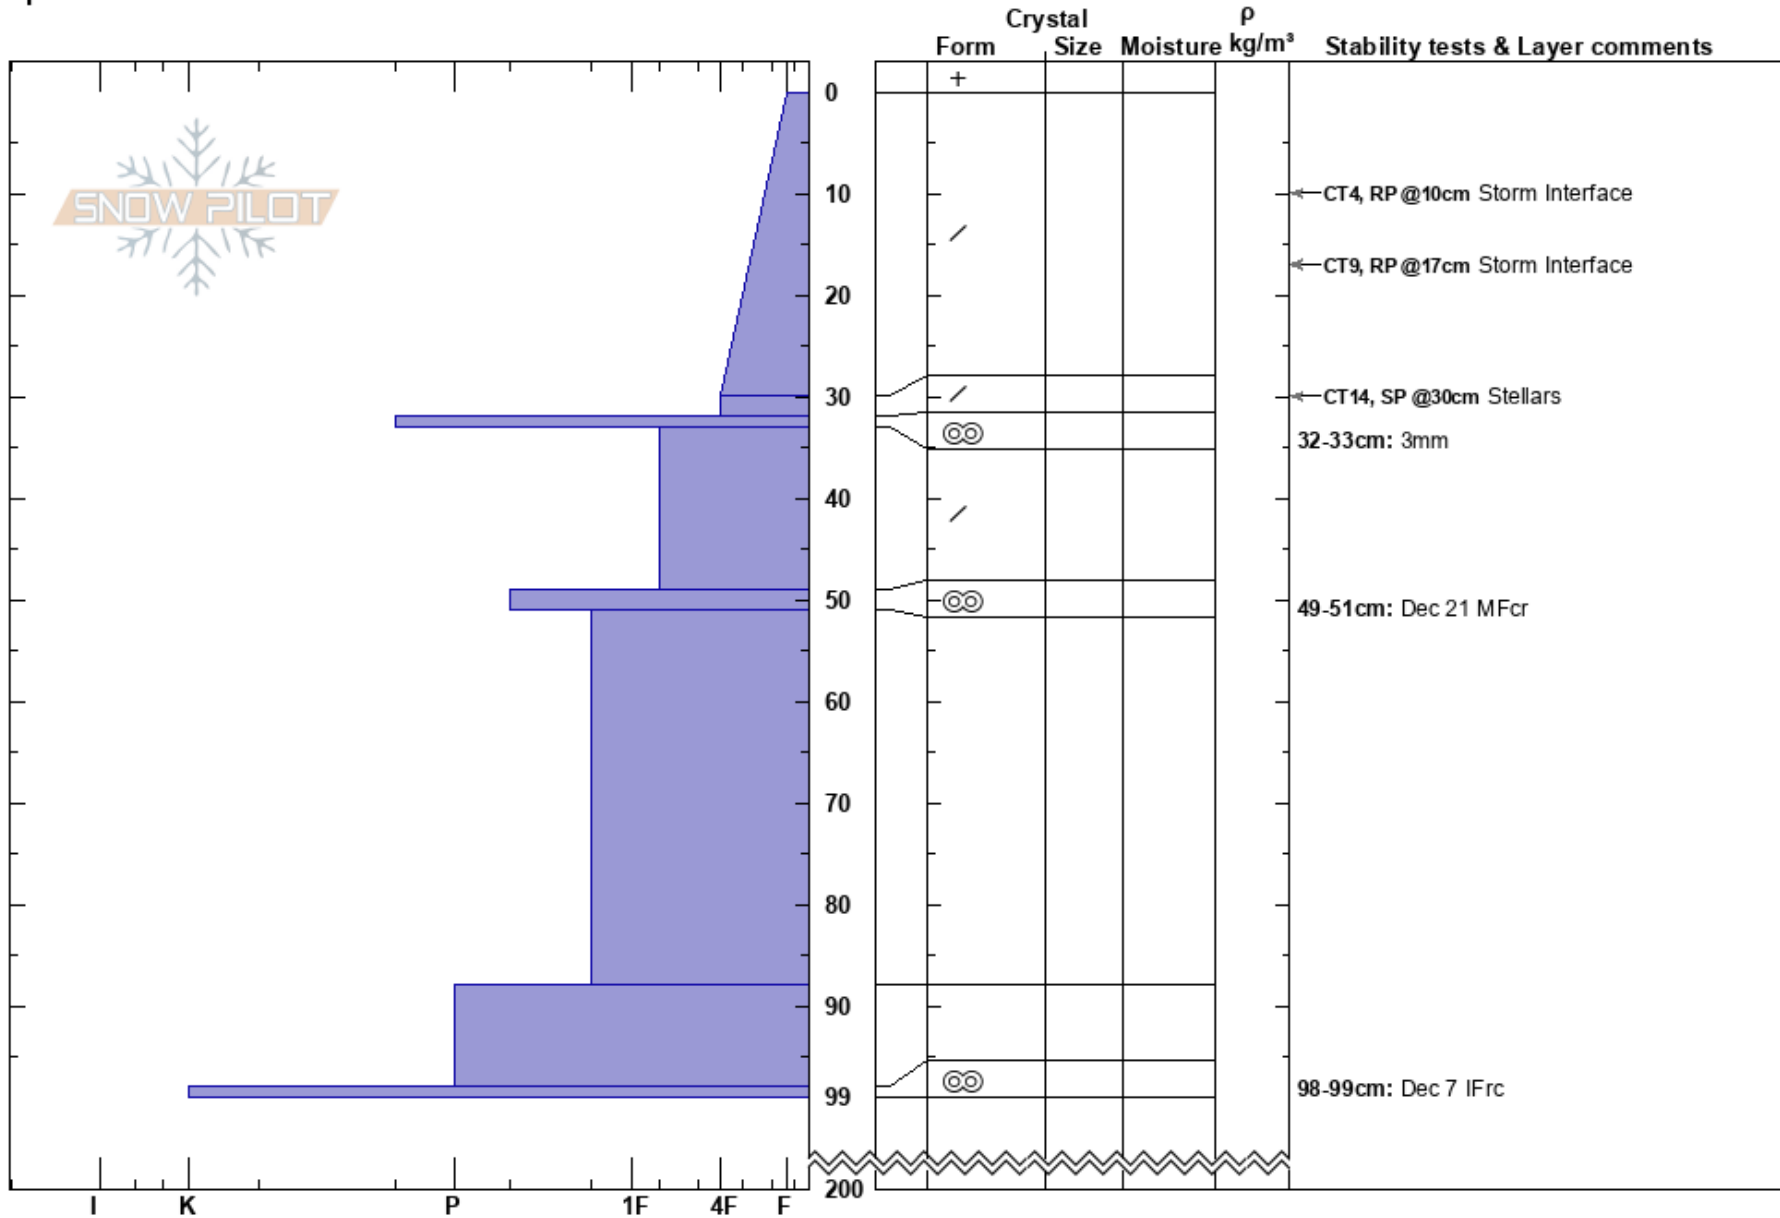 Crystal
ρ
Form Size Moisture kg/m³ Stability tests & Layer comments
+
0
SNOW PILOT
10 CT4, RP @10cm Storm Interface
CT9, RP @17cm Storm Interface
20
30 CT14, SP @30cm Stellars
32-33cm: 3mm
40
50 49-51cm: Dec 21 MFcr
60
70
80
90
99 98-99cm: Dec 7 IFrc
200
I K P 1F 4F F